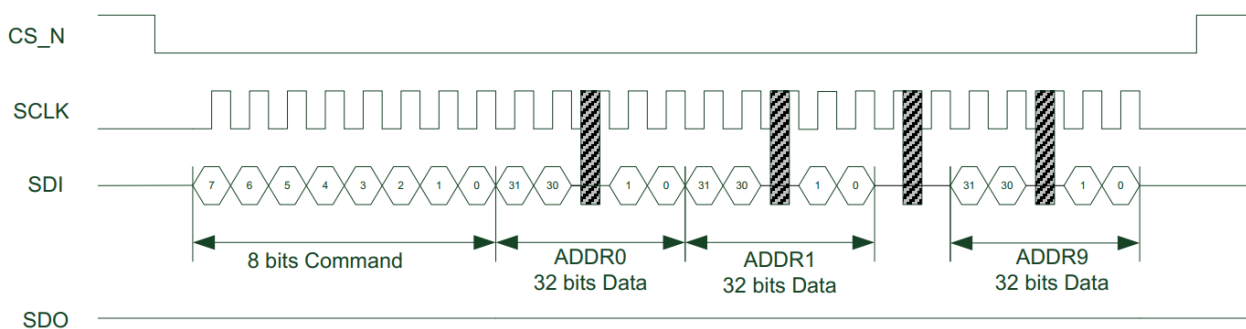 CS_N
SCLK
SDI
7 6 5 4 3 2 1 0 31 30 1 0 31 30 1 0 31 30 1 0
8 bits Command
ADDR0
32 bits Data
ADDR1
32 bits Data
ADDR9
32 bits Data
SDO